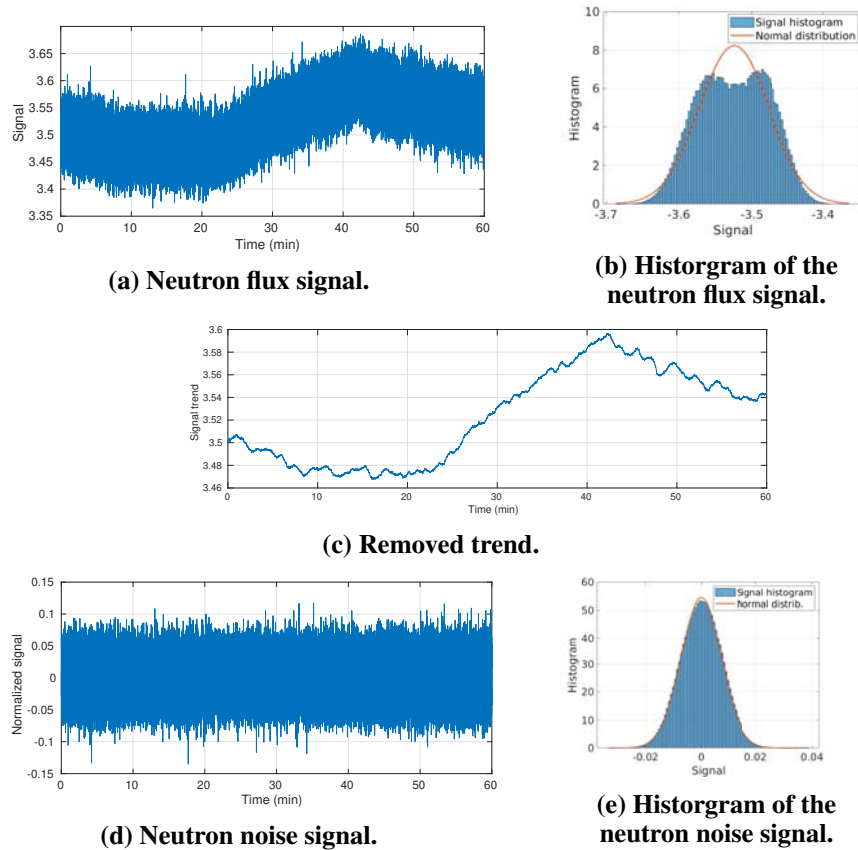 3.65
3.6
3.55
3.5
3.45
3.4
3.35
Signal
0 10 20 30 40 50 60
Time (min)
(a) Neutron flux signal.
10
8
6
4
2
0
Histogram
Signal histogram
Normal distribution
-3.7 -3.6 -3.5 -3.4
Signal
(b) Historgram of the
neutron flux signal.
3.6
3.58
3.56
3.54
3.52
3.5
3.48
3.46
Signal trend
0 10 20 30 40 50 60
Time (min)
(c) Removed trend.
0.15
0.1
0.05
0
-0.05
-0.1
-0.15
Normalized signal
0 10 20 30 40 50 60
Time (min)
(d) Neutron noise signal.
60
50
40
30
20
10
0
Histogram
Signal histogram
Normal distrib.
-0.02 0 0.02 0.04
Signal
(e) Historgram of the
neutron noise signal.